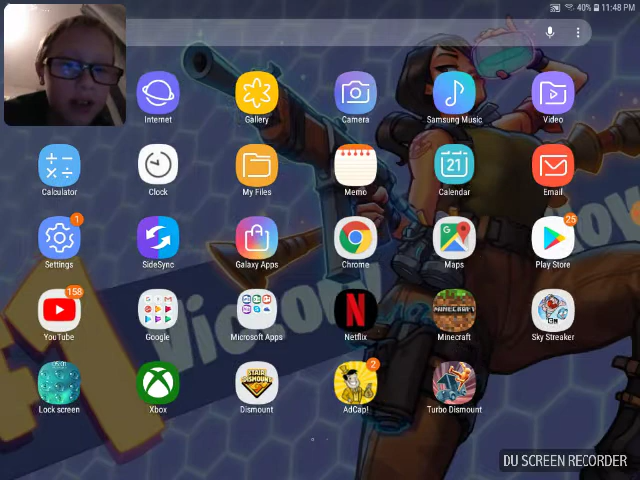 40% 11:48 PM
Internet
Gallery
Camera
Samsung Music
Video
Calculator
Clock
My Files
Memo
21
Calendar
Email
1
Settings
SideSync
Galaxy Apps
Chrome
G
Maps
25
Play Store
158
YouTube
Google
Microsoft Apps
N
Netflix
MINECRAFT
Minecraft
Sky Streaker
Lock screen
Xbox
STAIR
DISMOUNT
Dismount
2
AdCap!
Turbo Dismount
#1 Victory
DU SCREEN RECORDER